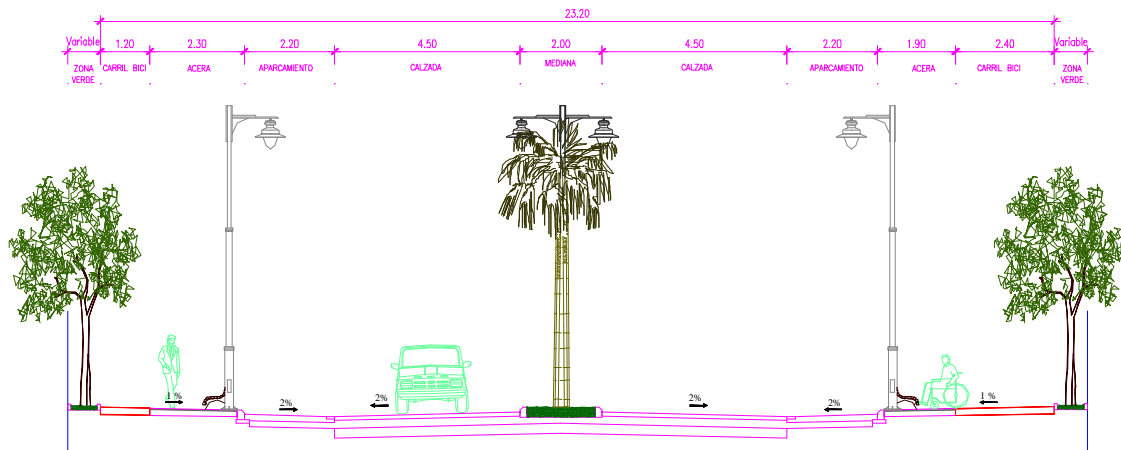 23.20
Variable 1.20 2.30 2.20 4.50 2.00 4.50 2.20 1.90 2.40 Variable
ZONA VERDE CARRIL BICI ACERA APARCAMIENTO CALZADA MEDIANA CALZADA APARCAMIENTO ACERA CARRIL BICI ZONA VERDE
1 % 2% 2% 2% 2% 1 %